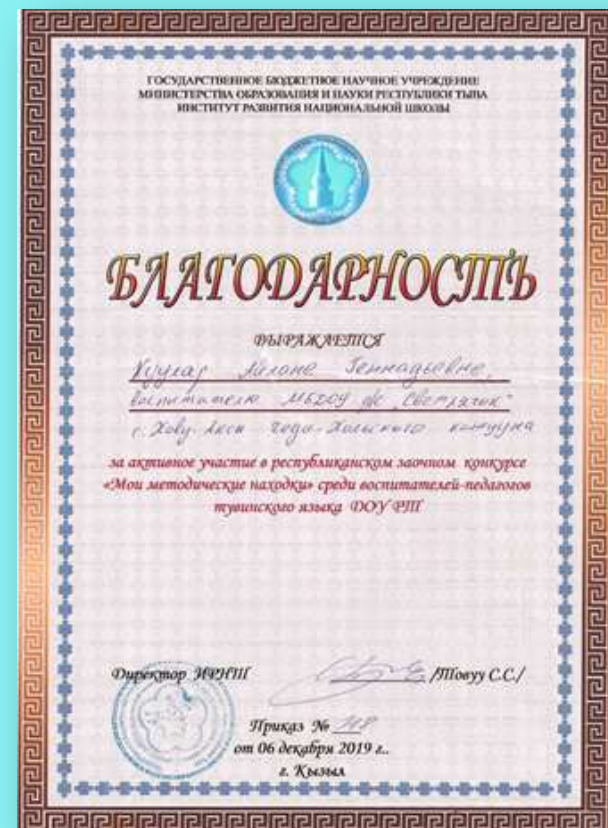 ГОСУДАРСТВЕННОЕ БЮДЖЕТНОЕ НАУЧНОЕ УЧРЕЖДЕНИЕ
МИНИСТЕРСТВА ОБРАЗОВАНИЯ И НАУКИ РЕСПУБЛИКИ ТЫВА
ИНСТИТУТ РАЗВИТИЯ НАЦИОНАЛЬНОЙ ШКОЛЫ
БЛАГОДАРНОСТЬ
ВЫРАЖАЕТСЯ
Куулар Геннадьевне,
воспитателю МБДОУ д/с "Светлячок"
с. Хову-Аксы Чеди-Хольского кожууна
за активное участие в республиканском заочном конкурсе
«Мои методические находки» среди воспитателей-педагогов
тувинского языка ДОУ РТ
Директор ИРНШ /Товуу С.С./
Приказ №
от 06 декабря 2019 г..
г. Кызыл